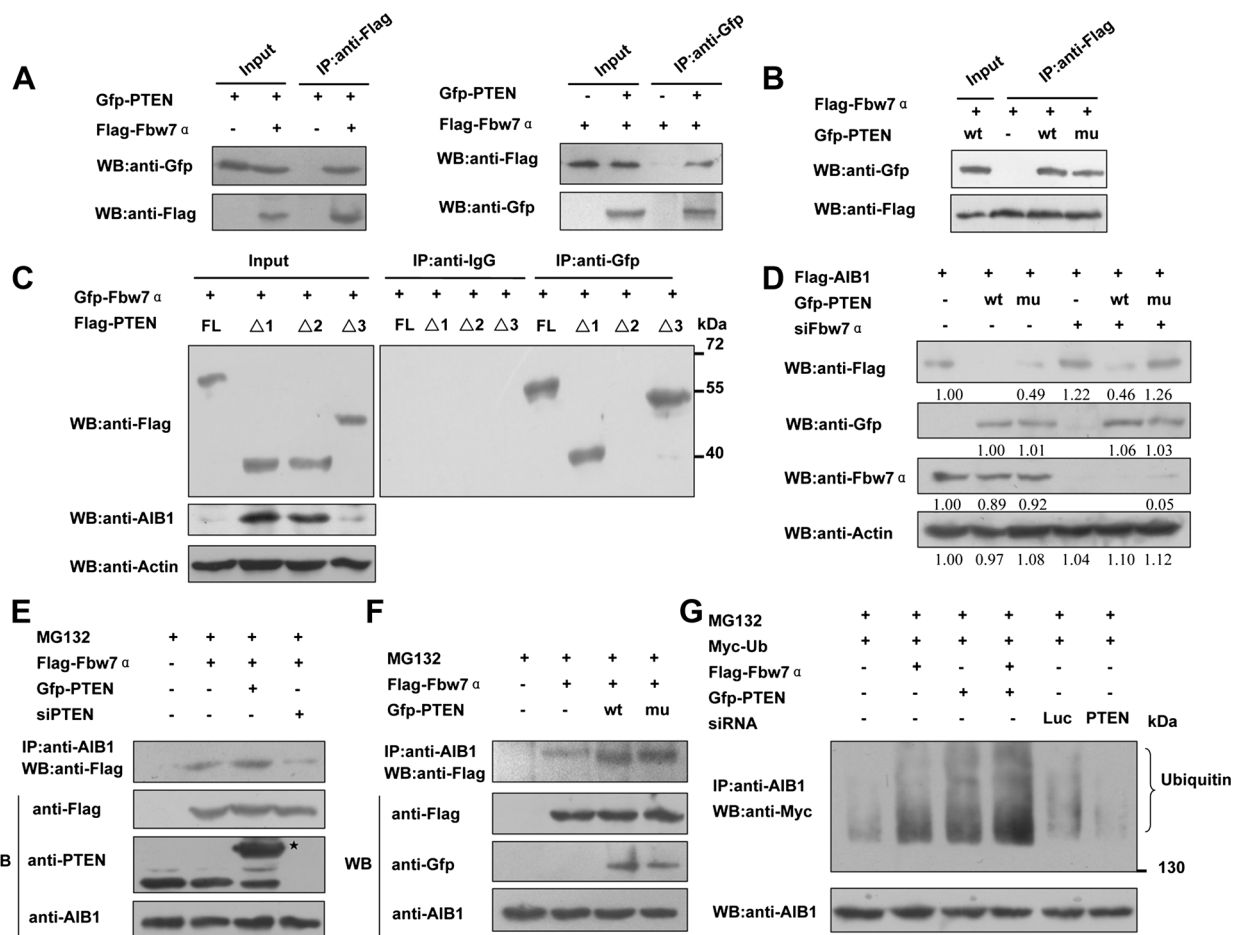 A
Input IP:anti-Flag
Gfp-PTEN + + + +
Flag-Fbw7 α - + - +
WB:anti-Gfp
WB:anti-Flag
Input IP:anti-Gfp
Gfp-PTEN - + - +
Flag-Fbw7 α + + + +
WB:anti-Flag
WB:anti-Gfp
B
Input IP:anti-Flag
Flag-Fbw7 α + + + +
Gfp-PTEN wt - wt mu
WB:anti-Gfp
WB:anti-Flag
C
Input IP:anti-IgG IP:anti-Gfp
Gfp-Fbw7 α + + + + + + + + + + + +
Flag-PTEN FL △1 △2 △3 FL △1 △2 △3 FL △1 △2 △3 kDa
72
55
WB:anti-Flag
40
WB:anti-AIB1
WB:anti-Actin
D
Flag-AIB1 + + + + + +
Gfp-PTEN - wt mu - wt mu
siFbw7 α - - - + + +
WB:anti-Flag
1.00 0.49 1.22 0.46 1.26
WB:anti-Gfp
1.00 1.01 1.06 1.03
WB:anti-Fbw7 α
1.00 0.89 0.92 0.05
WB:anti-Actin
1.00 0.97 1.08 1.04 1.10 1.12
E
MG132 + + + +
Flag-Fbw7 α - + + +
Gfp-PTEN - - + -
siPTEN - - - +
IP:anti-AIB1
WB:anti-Flag
anti-Flag
B
anti-PTEN ★
anti-AIB1
F
MG132 + + + +
Flag-Fbw7 α - + + +
Gfp-PTEN - - wt mu
IP:anti-AIB1
WB:anti-Flag
anti-Flag
WB
anti-Gfp
anti-AIB1
G
MG132 + + + + + +
Myc-Ub + + + + + +
Flag-Fbw7 α - + - + - -
Gfp-PTEN - - + + - -
siRNA - - - - Luc PTEN kDa
IP:anti-AIB1
WB:anti-Myc
Ubiquitin
130
WB:anti-AIB1